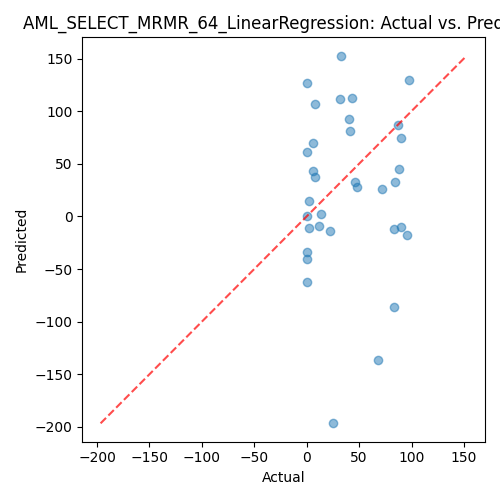 AML_SELECT_MRMR_64_LinearRegression: Actual vs. Pred
150
100
50
0
−50
−100
−150
−200
Predicted
−200 −150 −100 −50 0 50 100 150
Actual